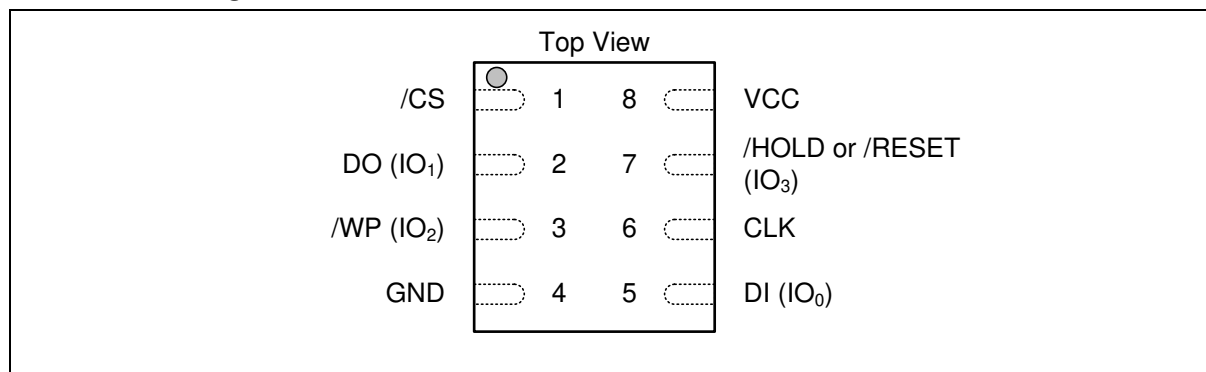 Top View
/CS 1 8 VCC
DO (IO₁) 2 7 /HOLD or /RESET
(IO₃)
/WP (IO₂) 3 6 CLK
GND 4 5 DI (IO₀)